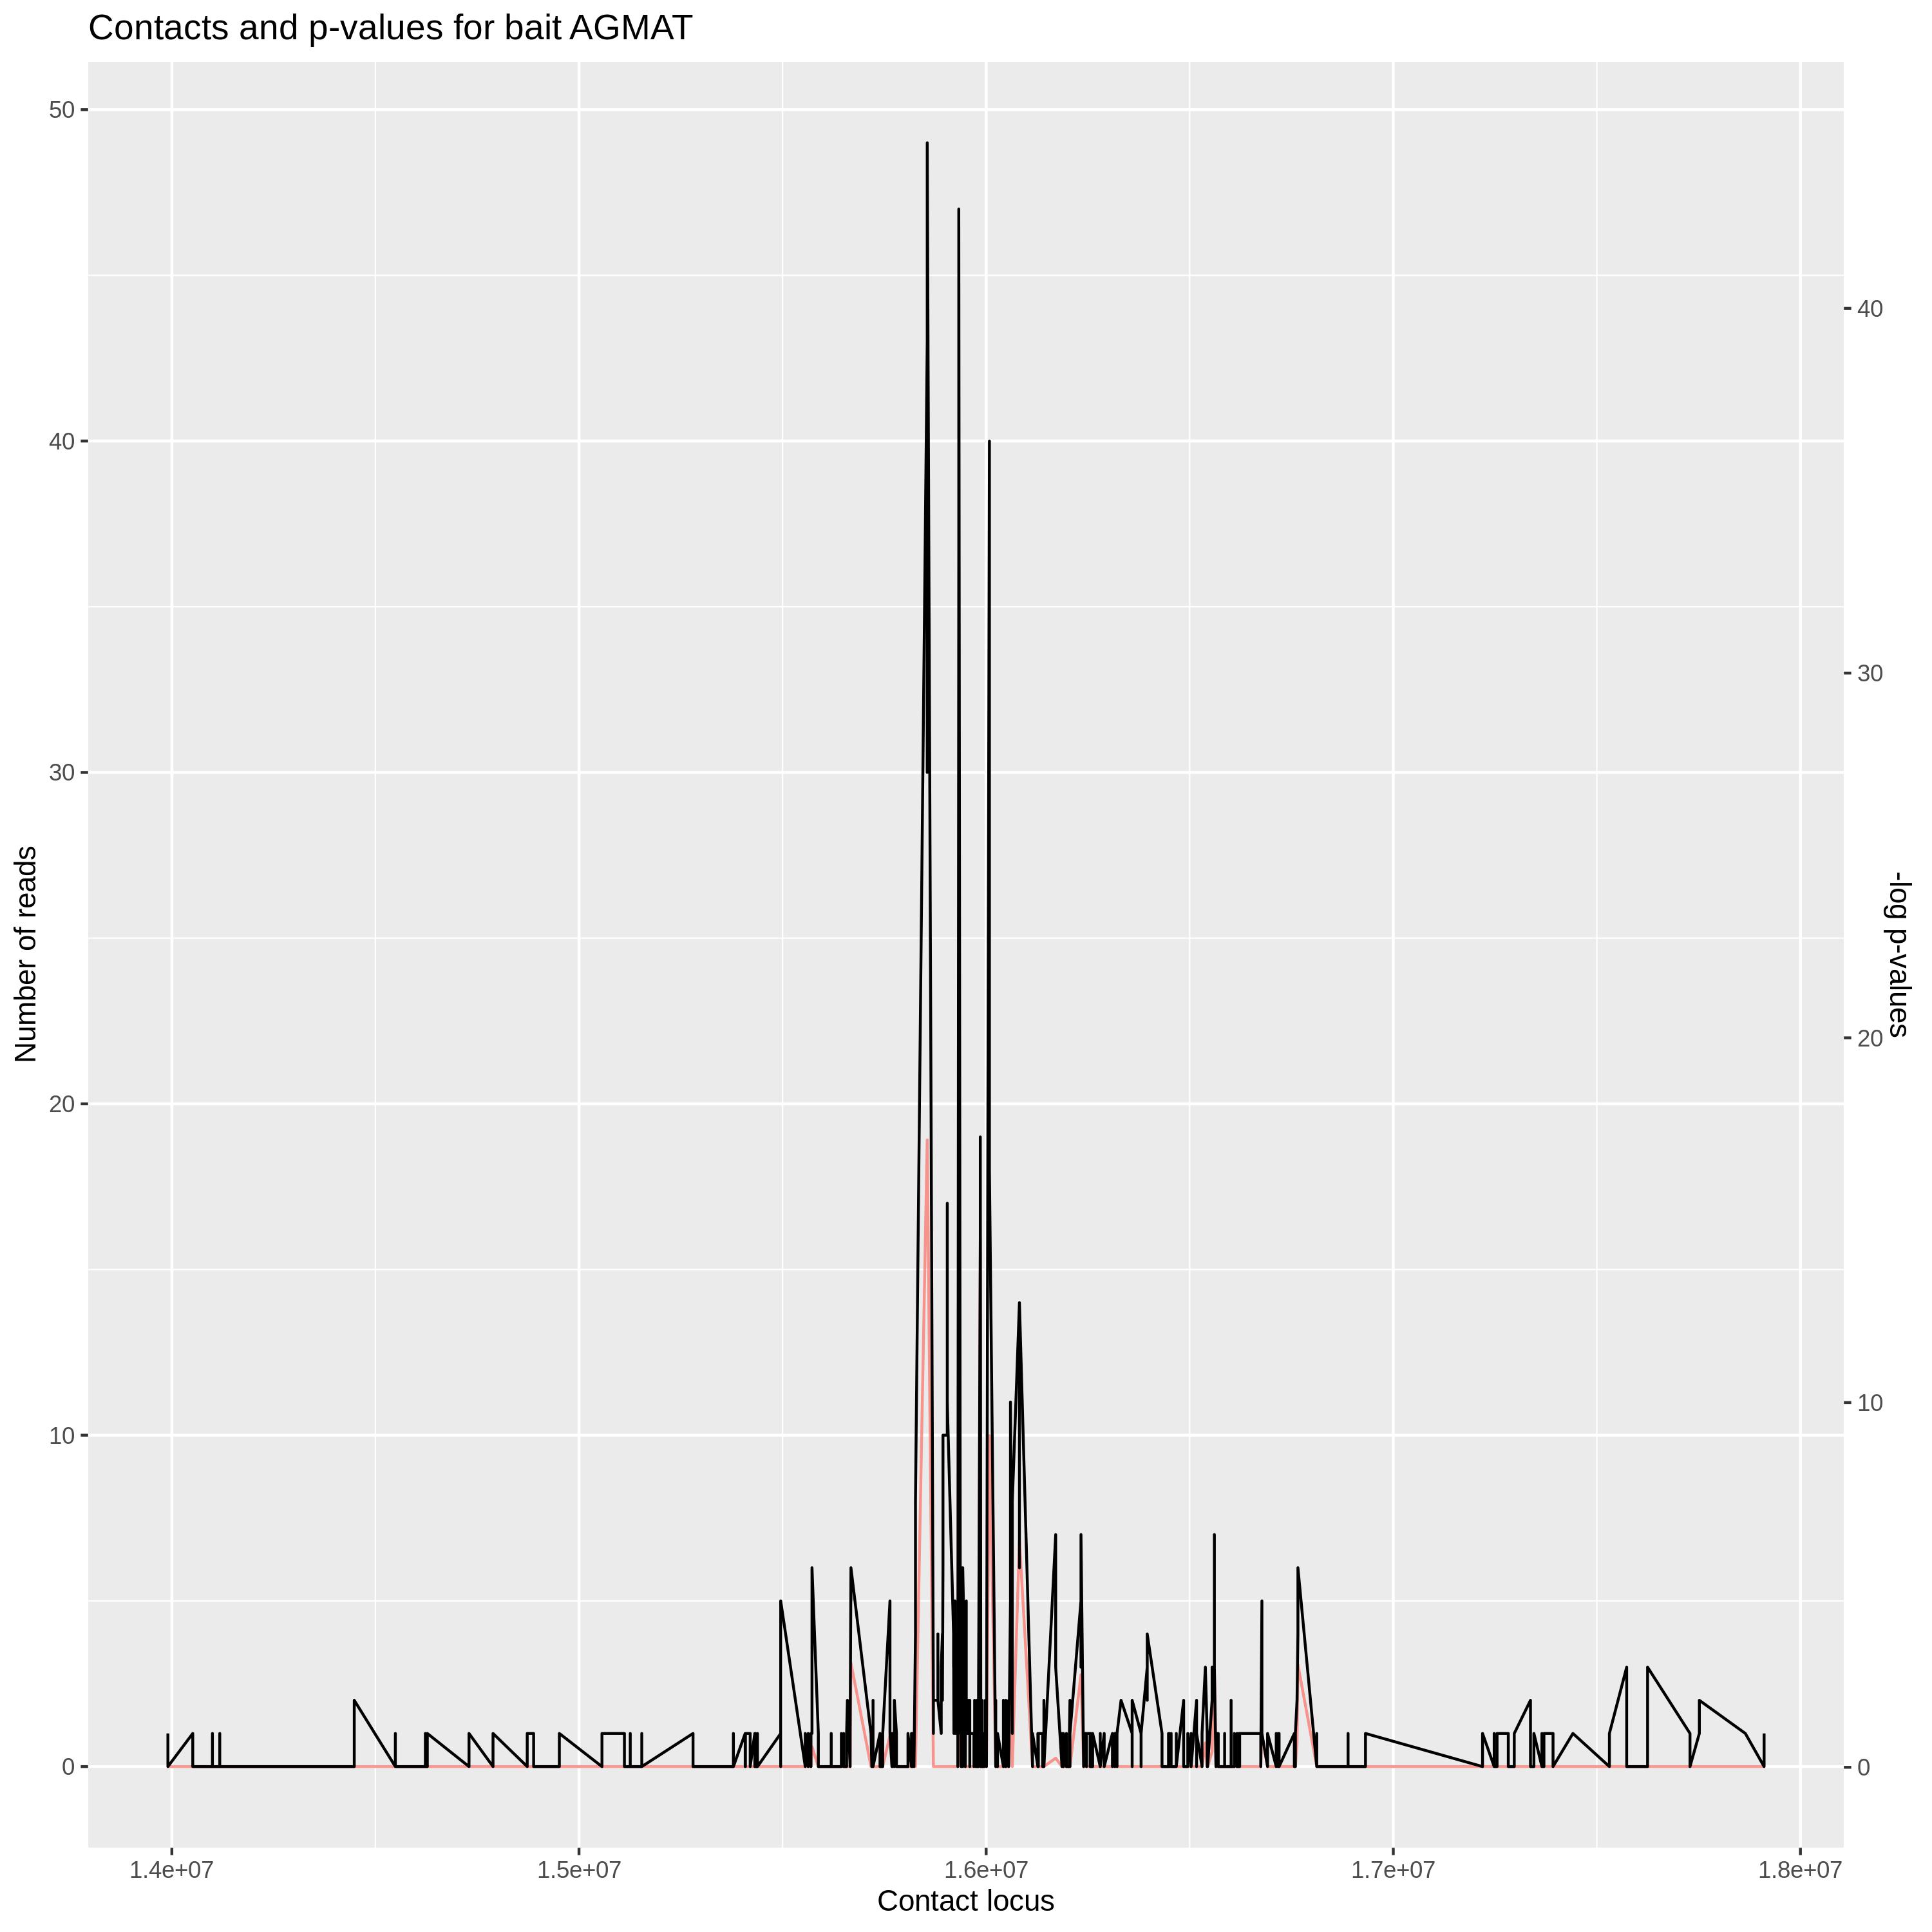 Contacts and p-values for bait AGMAT
50
40
30
20
10
0
Number of reads
40
30
20
10
0
-log p-values
1.4e+07
1.5e+07
1.6e+07
1.7e+07
1.8e+07
Contact locus